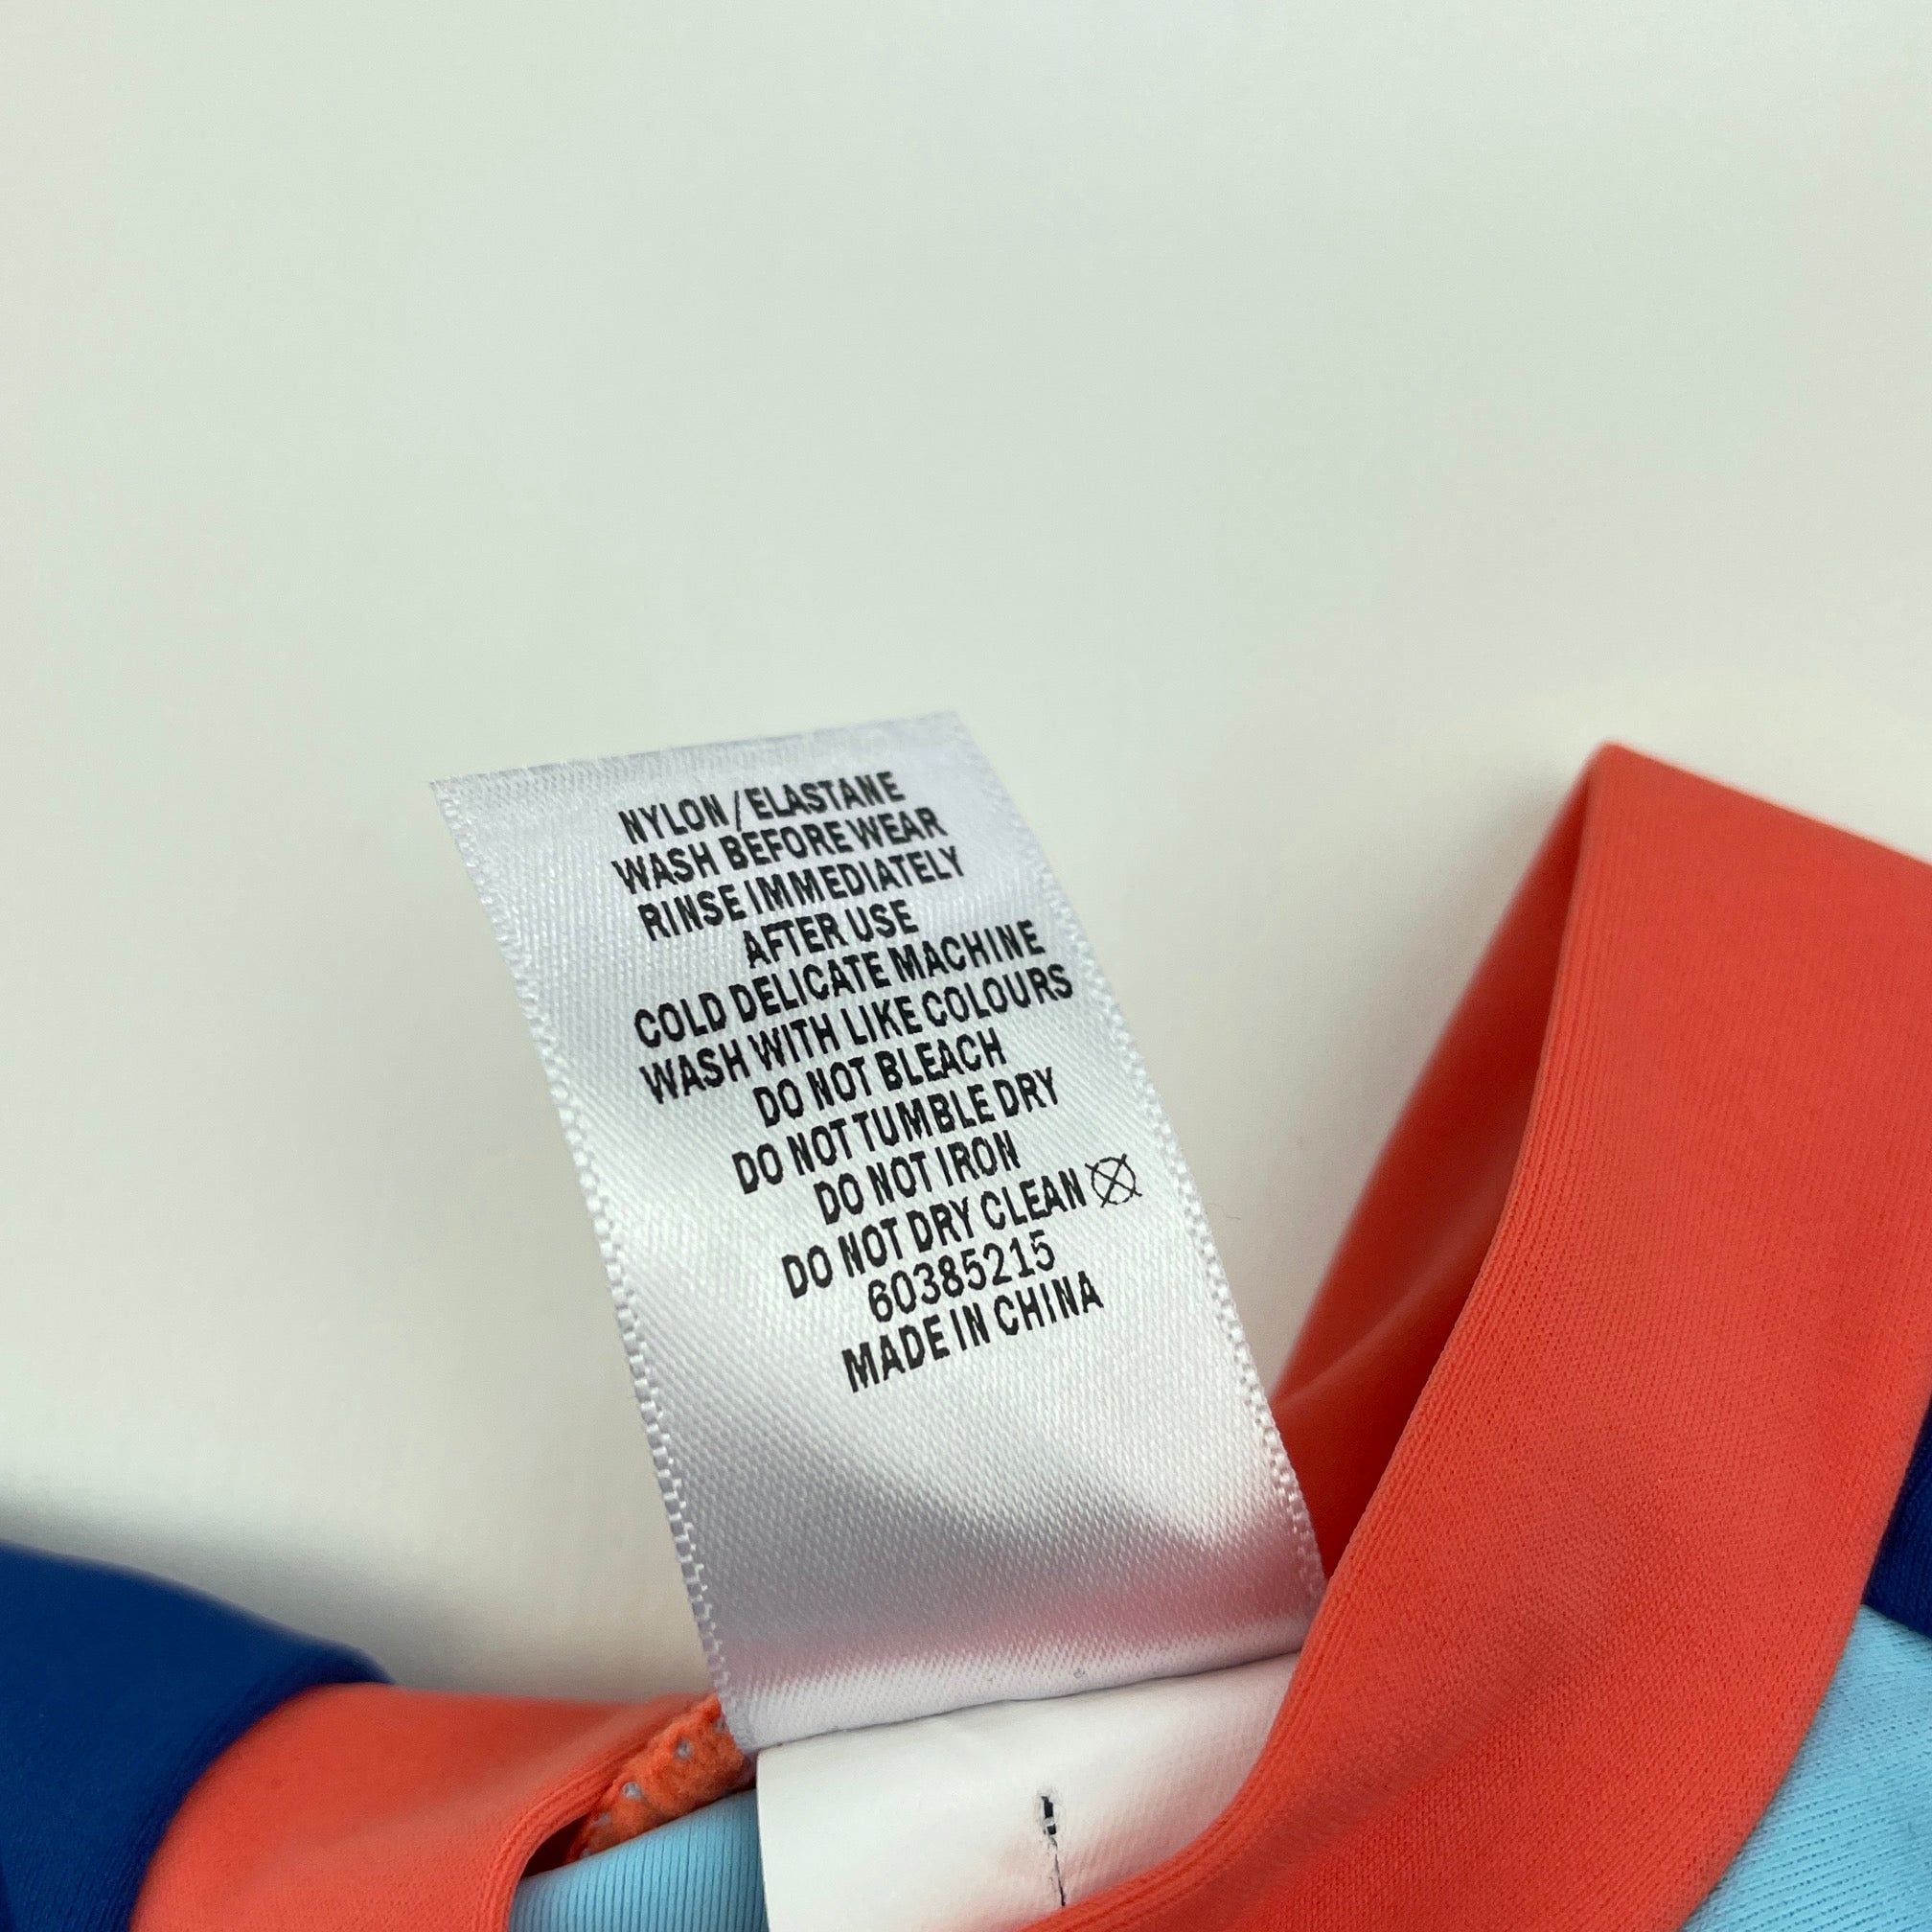 NYLON/ELASTANE
WASH BEFORE WEAR
RINSE IMMEDIATELY
AFTER USE
COLD DELICATE MACHINE
WASH WITH LIKE COLOURS
DO NOT BLEACH
DO NOT TUMBLE DRY
DO NOT IRON
DO NOT DRY CLEAN
60385215
MADE IN CHINA